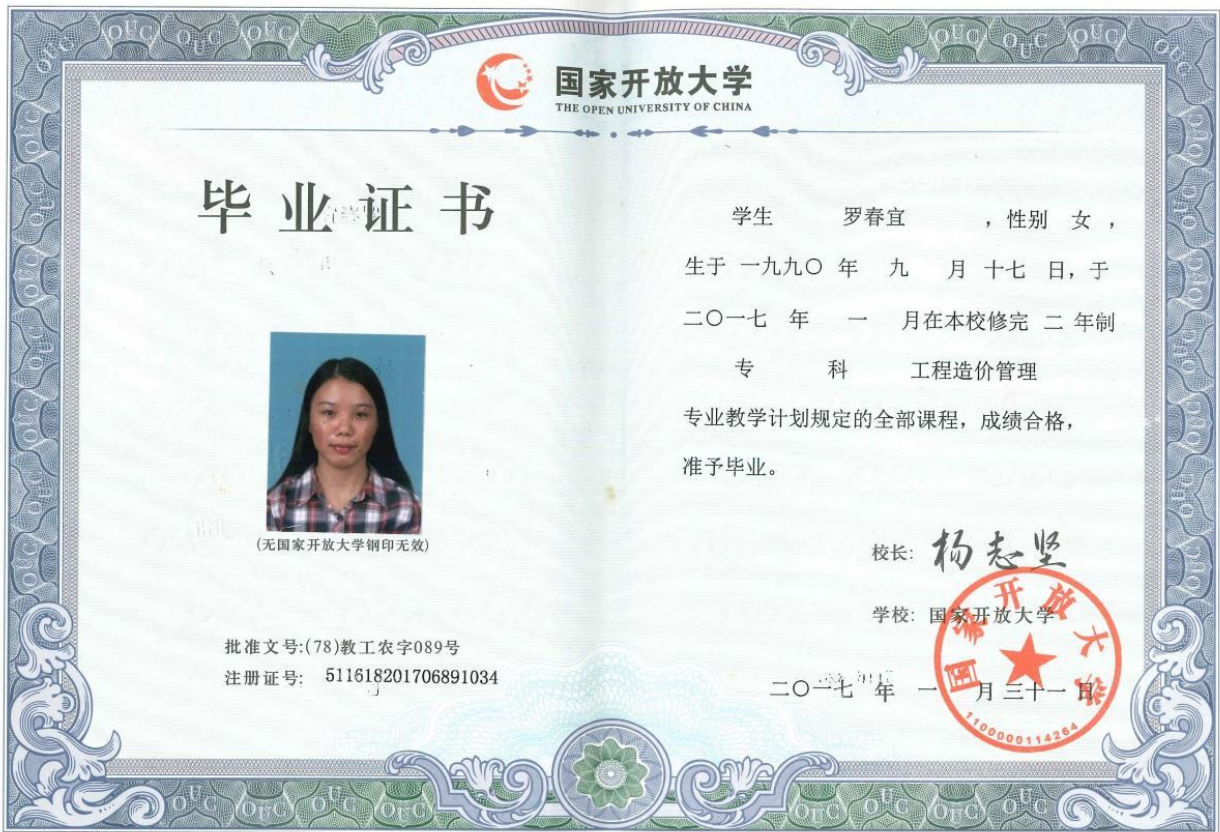 国家开放大学
THE OPEN UNIVERSITY OF CHINA
毕业证书
(无国家开放大学钢印无效)
批准文号:(78)教工农字089号
注册证号: 511618201706891034
学生 罗春宜 ，性别 女 ，
生于 一九九〇 年 九 月 十七 日，于
二〇一七 年 一 月在本校修完 二 年制
专 科 工程造价管理
专业教学计划规定的全部课程，成绩合格，
准予毕业。
校长: 杨志坚
学校: 国家开放大学
二〇一七 年 一 月三十一日
国家开放大学
1100000114264